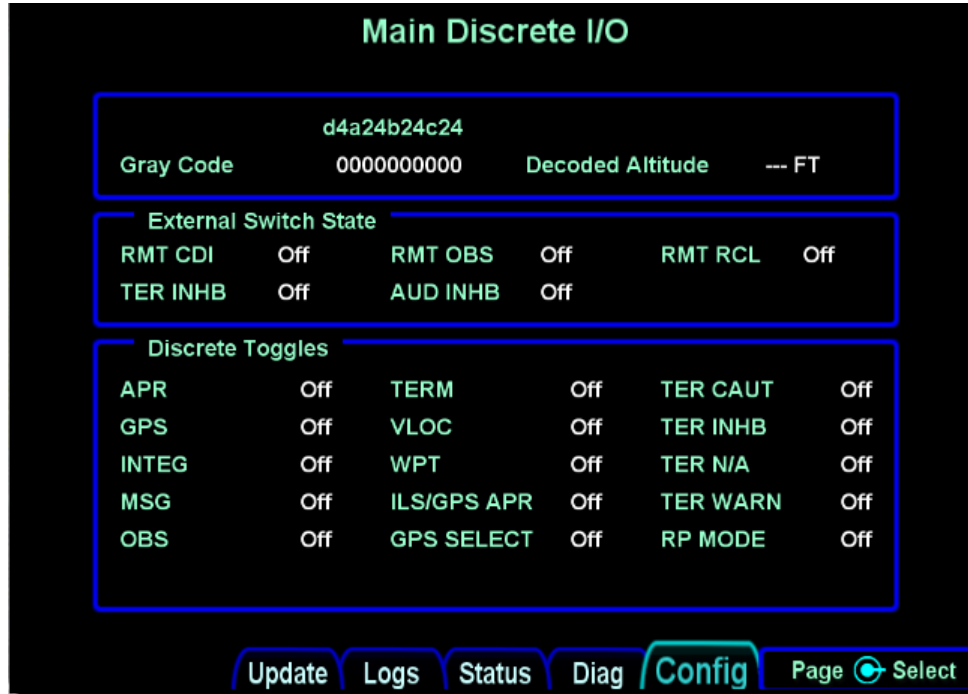 Main Discrete I/O
d4a24b24c24
Gray Code 0000000000 Decoded Altitude --- FT
External Switch State
RMT CDI Off RMT OBS Off RMT RCL Off
TER INHB Off AUD INHB Off
Discrete Toggles
APR Off TERM Off TER CAUT Off
GPS Off VLOC Off TER INHB Off
INTEG Off WPT Off TER N/A Off
MSG Off ILS/GPS APR Off TER WARN Off
OBS Off GPS SELECT Off RP MODE Off
Update Logs Status Diag Config Page Select